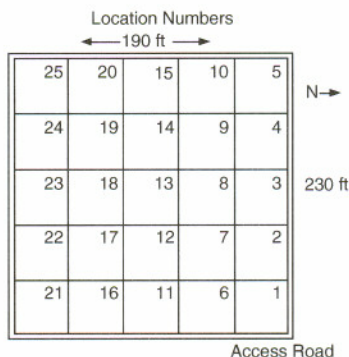 Location Numbers
190 ft
25 20 15 10 5
N
24 19 14 9 4
23 18 13 8 3
230 ft
22 17 12 7 2
21 16 11 6 1
Access Road